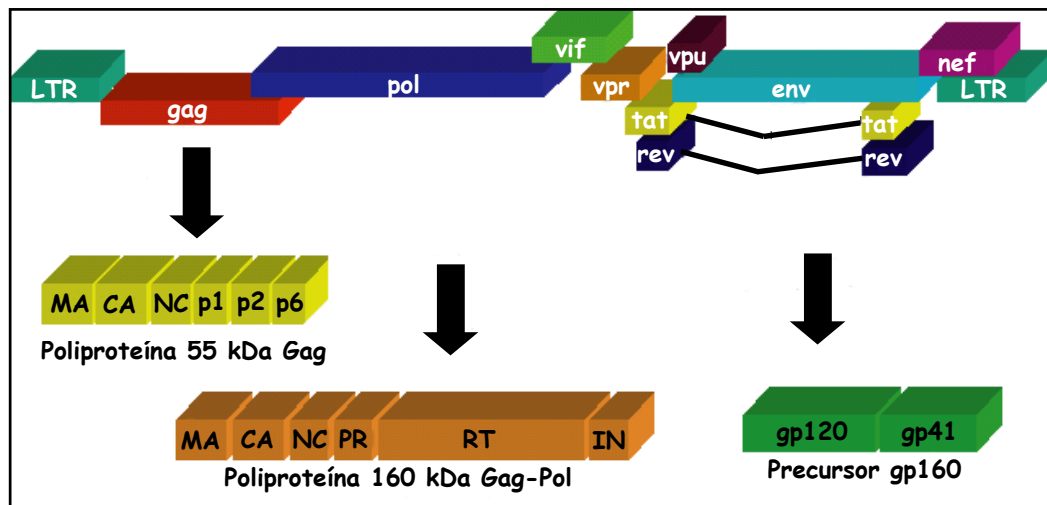 LTR gag pol vif vpr vpu env nef LTR
tat tat
rev rev
MA CA NC p1 p2 p6
Poliproteína 55 kDa Gag
MA CA NC PR RT IN
Poliproteína 160 kDa Gag-Pol
gp120 gp41
Precursor gp160